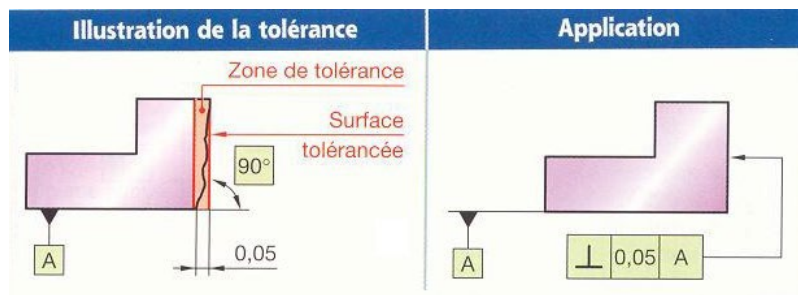 Illustration de la tolérance
Application
Zone de tolérance
Surface
tolérancée
90°
A
0,05
A
⊥ 0,05 A